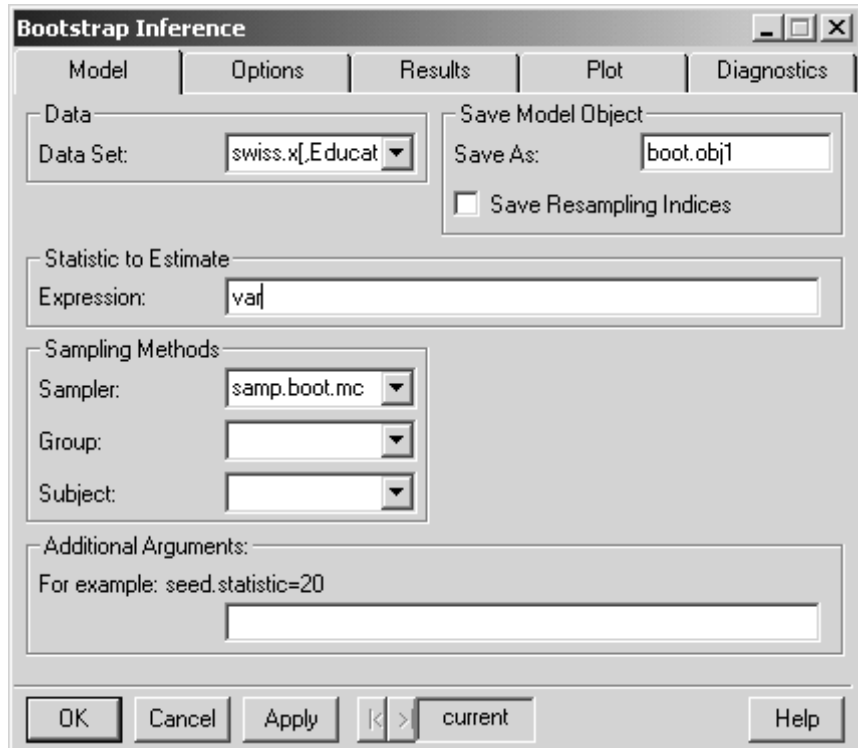 Bootstrap Inference
Model Options Results Plot Diagnostics
Data
Data Set: swiss.x[,Educat
Save Model Object
Save As: boot.obj1
Save Resampling Indices
Statistic to Estimate
Expression: var
Sampling Methods
Sampler: samp.boot.mc
Group:
Subject:
Additional Arguments:
For example: seed.statistic=20
OK Cancel Apply current Help